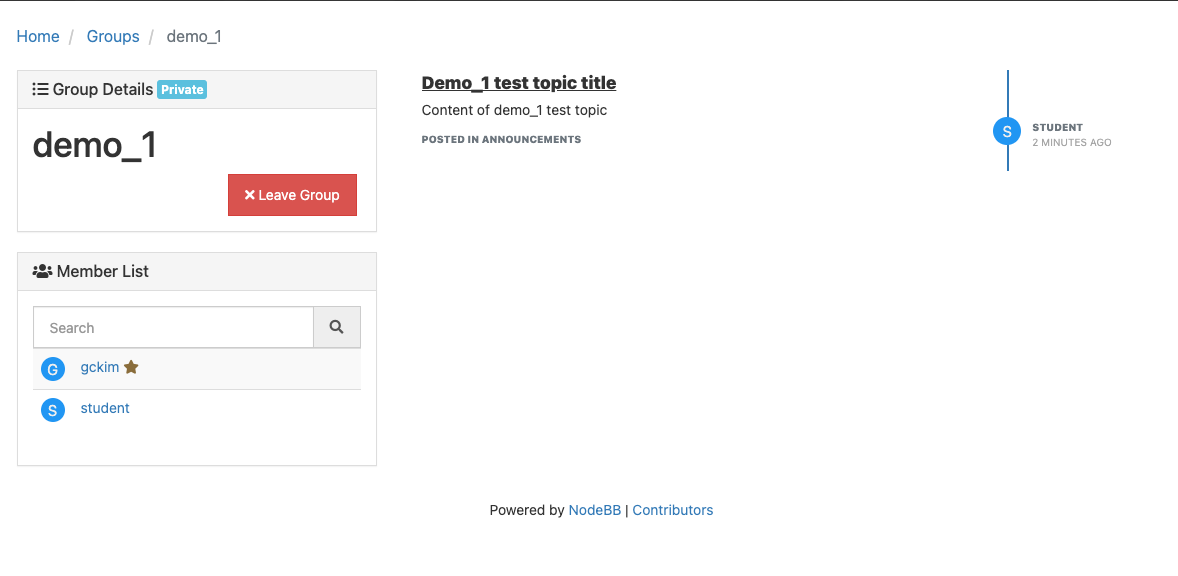 Home / Groups / demo_1
Group Details Private
demo_1
Leave Group
Member List
Search
G gckim
S student
Demo_1 test topic title
Content of demo_1 test topic
POSTED IN ANNOUNCEMENTS
S STUDENT
2 MINUTES AGO
Powered by NodeBB | Contributors